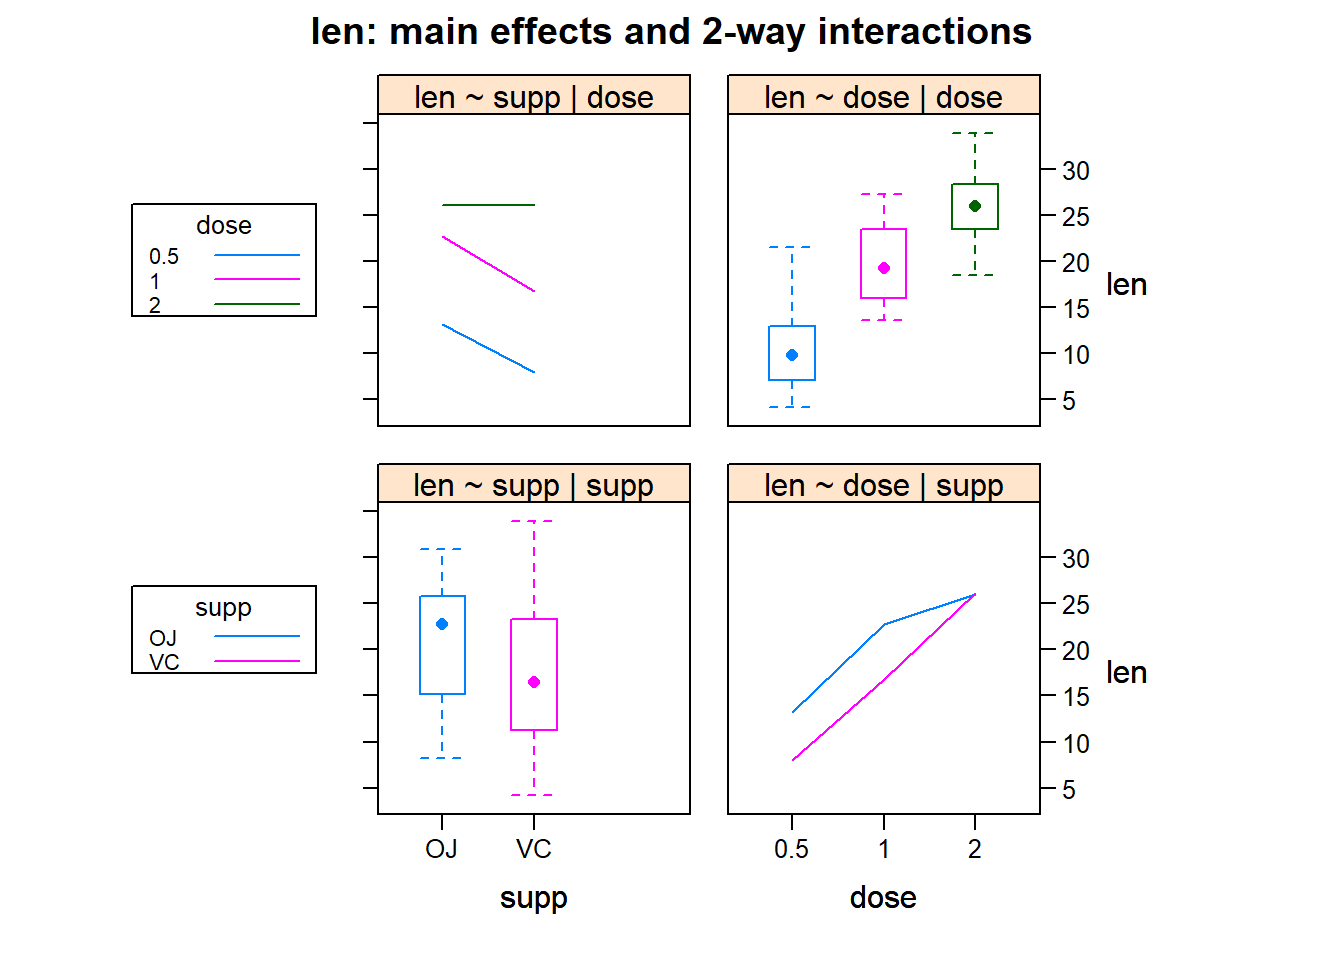 len: main effects and 2-way interactions
len ~ supp | dose
len ~ dose | dose
dose
0.5
1
2
30
25
20
15
10
5
len
len ~ supp | supp
len ~ dose | supp
supp
OJ
VC
30
25
20
15
10
5
len
OJ VC
0.5 1 2
supp
dose